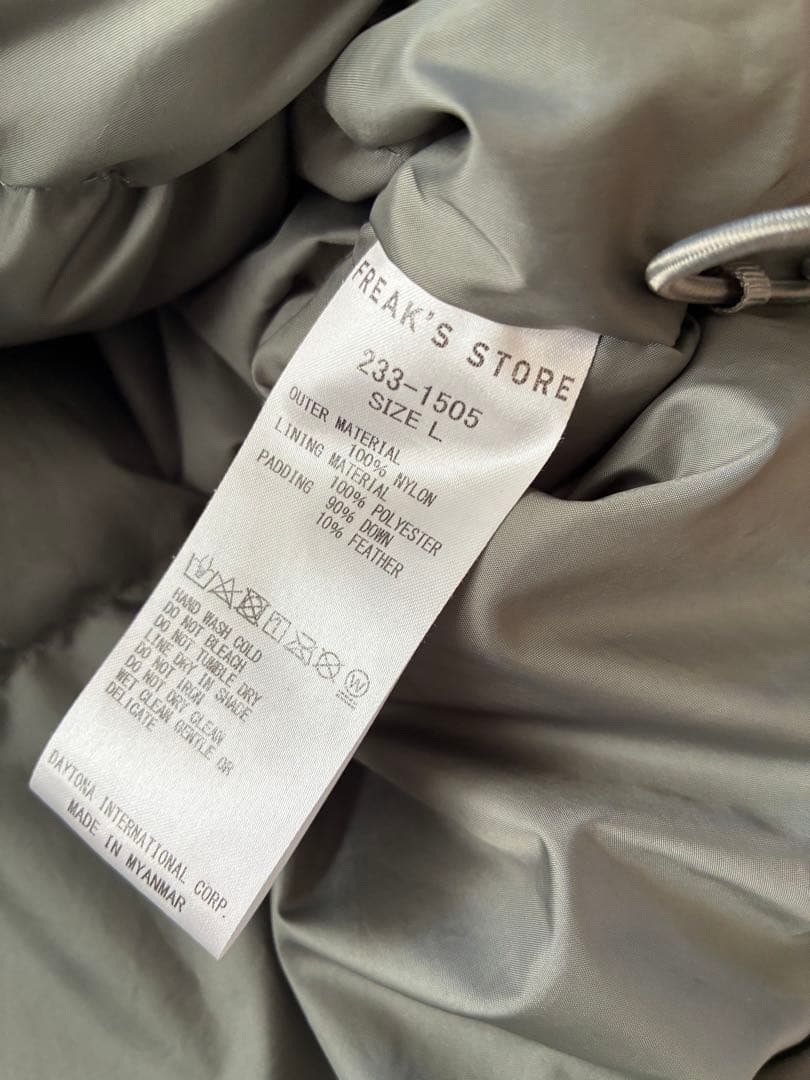 FREAK'S STORE
233-1505
SIZE L
OUTER MATERIAL
100% NYLON
LINING MATERIAL
100% POLYESTER
PADDING
90% DOWN
10% FEATHER
HAND WASH COLD
DO NOT BLEACH
DO NOT TUMBLE DRY
LINE DRY IN SHADE
DO NOT IRON
DO NOT DRY CLEAN
WET CLEAN GENTLE OR
DELICATE
DAYTONA INTERNATIONAL CORP.
MADE IN MYANMAR